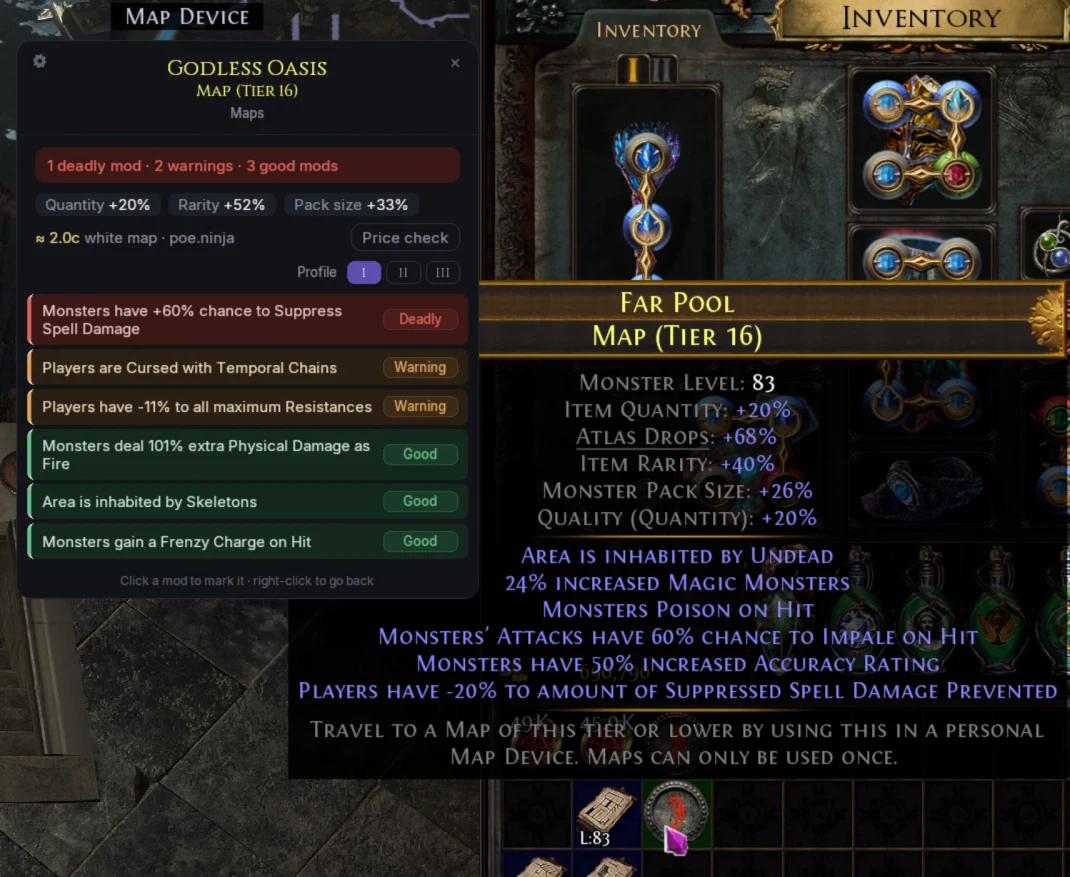 Map Device
Godless Oasis
Map (Tier 16)
Maps
1 deadly mod · 2 warnings · 3 good mods
Quantity +20% Rarity +52% Pack size +33%
≈ 2.0c white map · poe.ninja Price check
Profile I II III
Monsters have +60% chance to Suppress
Spell Damage
Deadly
Players are Cursed with Temporal Chains Warning
Players have -11% to all maximum Resistances Warning
Monsters deal 101% extra Physical Damage as
Fire
Good
Area is inhabited by Skeletons Good
Monsters gain a Frenzy Charge on Hit Good
Click a mod to mark it · right-click to go back
Inventory
Inventory
I II
Far Pool
Map (Tier 16)
Monster Level: 83
Item Quantity: +20%
Atlas Drops: +68%
Item Rarity: +40%
Monster Pack Size: +26%
Quality (Quantity): +20%
Area is inhabited by Undead
24% increased Magic Monsters
Monsters Poison on Hit
Monsters' Attacks have 60% chance to Impale on Hit
Monsters have 50% increased Accuracy Rating
Players have -20% to amount of Suppressed Spell Damage Prevented
Travel to a Map of this tier or lower by using this in a personal
Map Device. Maps can only be used once.
L:83